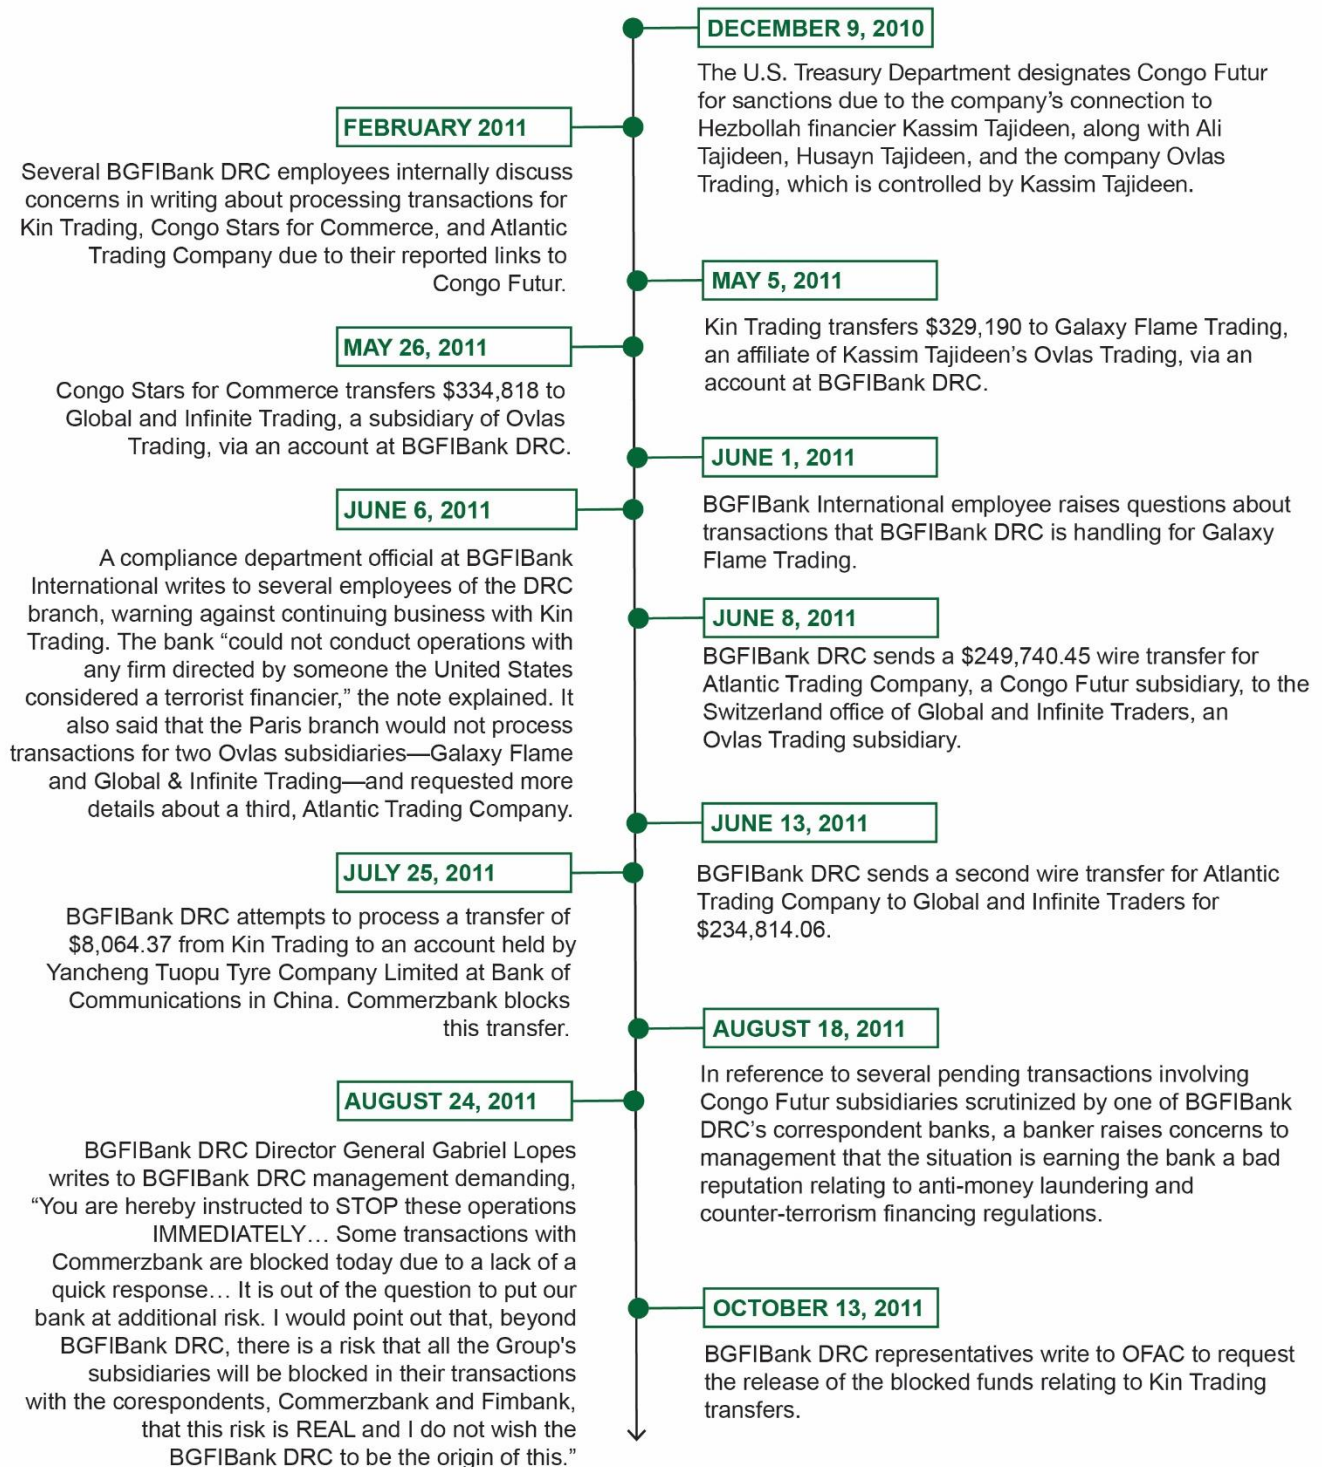 DECEMBER 9, 2010
The U.S. Treasury Department designates Congo Futur
for sanctions due to the company's connection to
Hezbollah financier Kassim Tajideen, along with Ali
Tajideen, Husayn Tajideen, and the company Ovlas
Trading, which is controlled by Kassim Tajideen.
FEBRUARY 2011
Several BGFIBank DRC employees internally discuss
concerns in writing about processing transactions for
Kin Trading, Congo Stars for Commerce, and Atlantic
Trading Company due to their reported links to
Congo Futur.
MAY 5, 2011
Kin Trading transfers $329,190 to Galaxy Flame Trading,
an affiliate of Kassim Tajideen's Ovlas Trading, via an
account at BGFIBank DRC.
MAY 26, 2011
Congo Stars for Commerce transfers $334,818 to
Global and Infinite Trading, a subsidiary of Ovlas
Trading, via an account at BGFIBank DRC.
JUNE 1, 2011
BGFIBank International employee raises questions about
transactions that BGFIBank DRC is handling for Galaxy
Flame Trading.
JUNE 6, 2011
A compliance department official at BGFIBank
International writes to several employees of the DRC
branch, warning against continuing business with Kin
Trading. The bank “could not conduct operations with
any firm directed by someone the United States
considered a terrorist financier,” the note explained. It
also said that the Paris branch would not process
transactions for two Ovlas subsidiaries—Galaxy Flame
and Global & Infinite Trading—and requested more
details about a third, Atlantic Trading Company.
JUNE 8, 2011
BGFIBank DRC sends a $249,740.45 wire transfer for
Atlantic Trading Company, a Congo Futur subsidiary, to the
Switzerland office of Global and Infinite Traders, an
Ovlas Trading subsidiary.
JUNE 13, 2011
BGFIBank DRC sends a second wire transfer for Atlantic
Trading Company to Global and Infinite Traders for
$234,814.06.
JULY 25, 2011
BGFIBank DRC attempts to process a transfer of
$8,064.37 from Kin Trading to an account held by
Yancheng Tuopu Tyre Company Limited at Bank of
Communications in China. Commerzbank blocks
this transfer.
AUGUST 18, 2011
In reference to several pending transactions involving
Congo Futur subsidiaries scrutinized by one of BGFIBank
DRC's correspondent banks, a banker raises concerns to
management that the situation is earning the bank a bad
reputation relating to anti-money laundering and
counter-terrorism financing regulations.
AUGUST 24, 2011
BGFIBank DRC Director General Gabriel Lopes
writes to BGFIBank DRC management demanding,
“You are hereby instructed to STOP these operations
IMMEDIATELY… Some transactions with
Commerzbank are blocked today due to a lack of a
quick response… It is out of the question to put our
bank at additional risk. I would point out that, beyond
BGFIBank DRC, there is a risk that all the Group's
subsidiaries will be blocked in their transactions
with the corespondents, Commerzbank and Fimbank,
that this risk is REAL and I do not wish the
BGFIBank DRC to be the origin of this.”
OCTOBER 13, 2011
BGFIBank DRC representatives write to OFAC to request
the release of the blocked funds relating to Kin Trading
transfers.